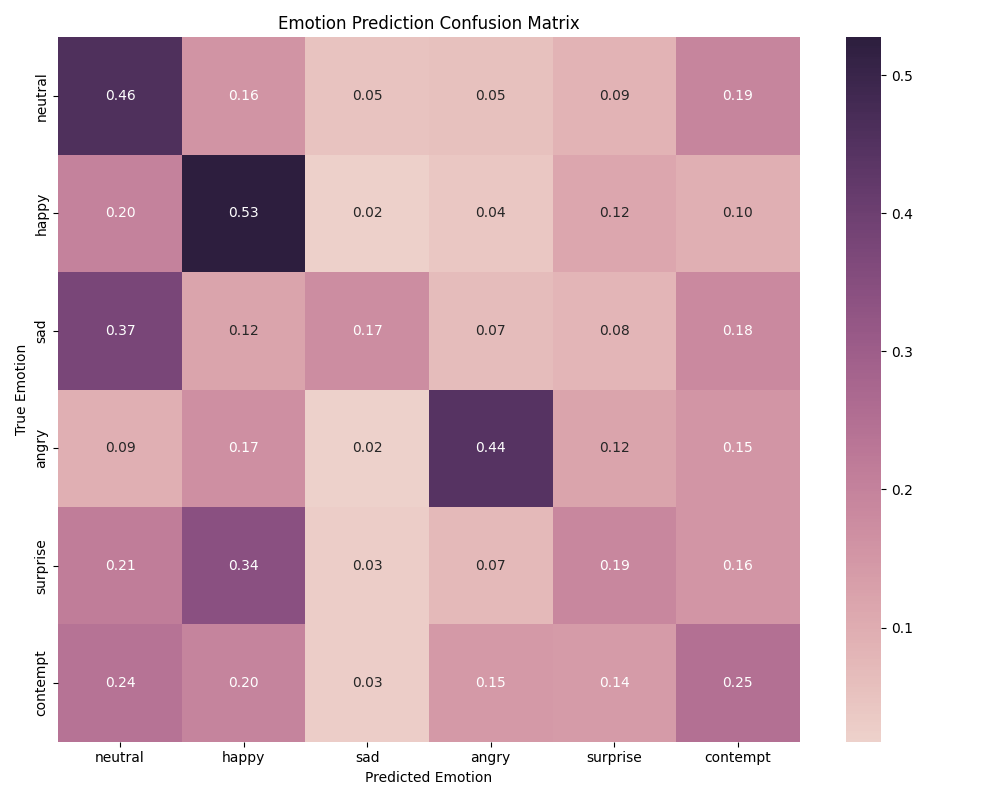 Emotion Prediction Confusion Matrix
neutral 0.46 0.16 0.05 0.05 0.09 0.19
happy 0.20 0.53 0.02 0.04 0.12 0.10
sad 0.37 0.12 0.17 0.07 0.08 0.18
angry 0.09 0.17 0.02 0.44 0.12 0.15
surprise 0.21 0.34 0.03 0.07 0.19 0.16
contempt 0.24 0.20 0.03 0.15 0.14 0.25
True Emotion
neutral happy sad angry surprise contempt
Predicted Emotion
0.5
0.4
0.3
0.2
0.1